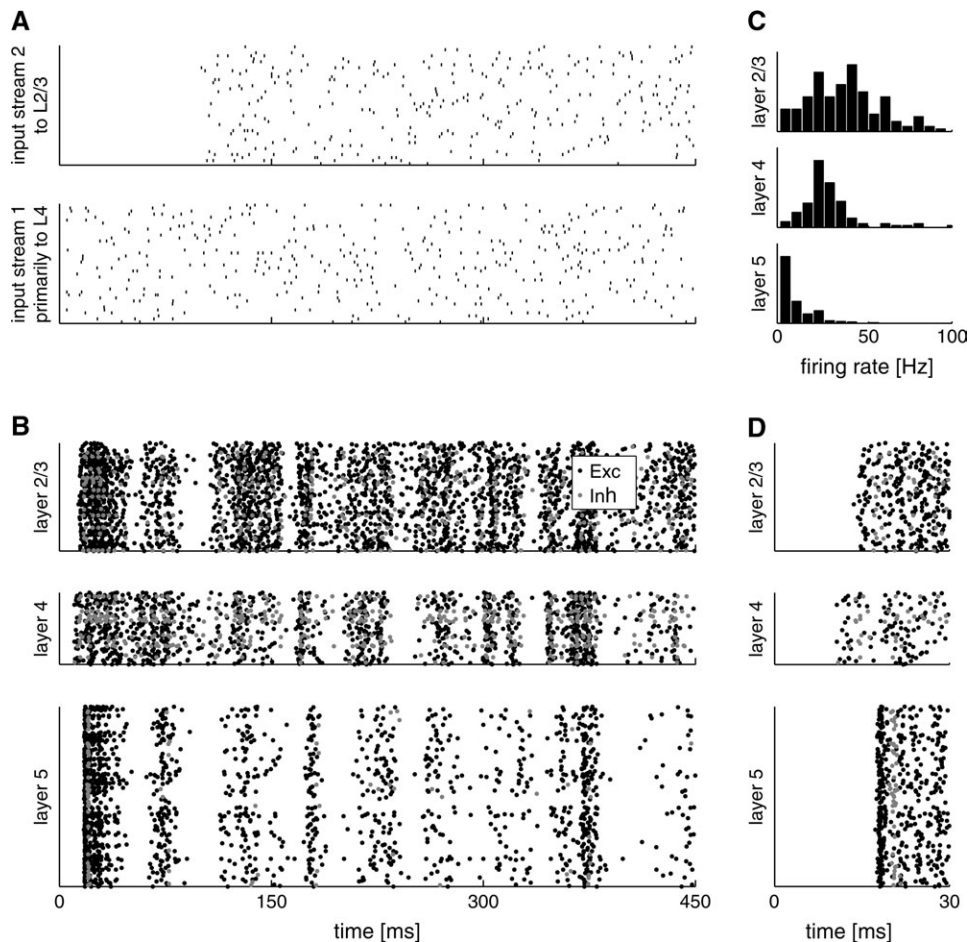 A
input stream 2
to L2/3
input stream 1
primarily to L4
C
layer 2/3
layer 4
layer 5
0
50
100
firing rate [Hz]
B
layer 2/3
Exc
Inh
layer 4
layer 5
0
150
300
450
time [ms]
D
layer 2/3
layer 4
layer 5
0
30
time [ms]